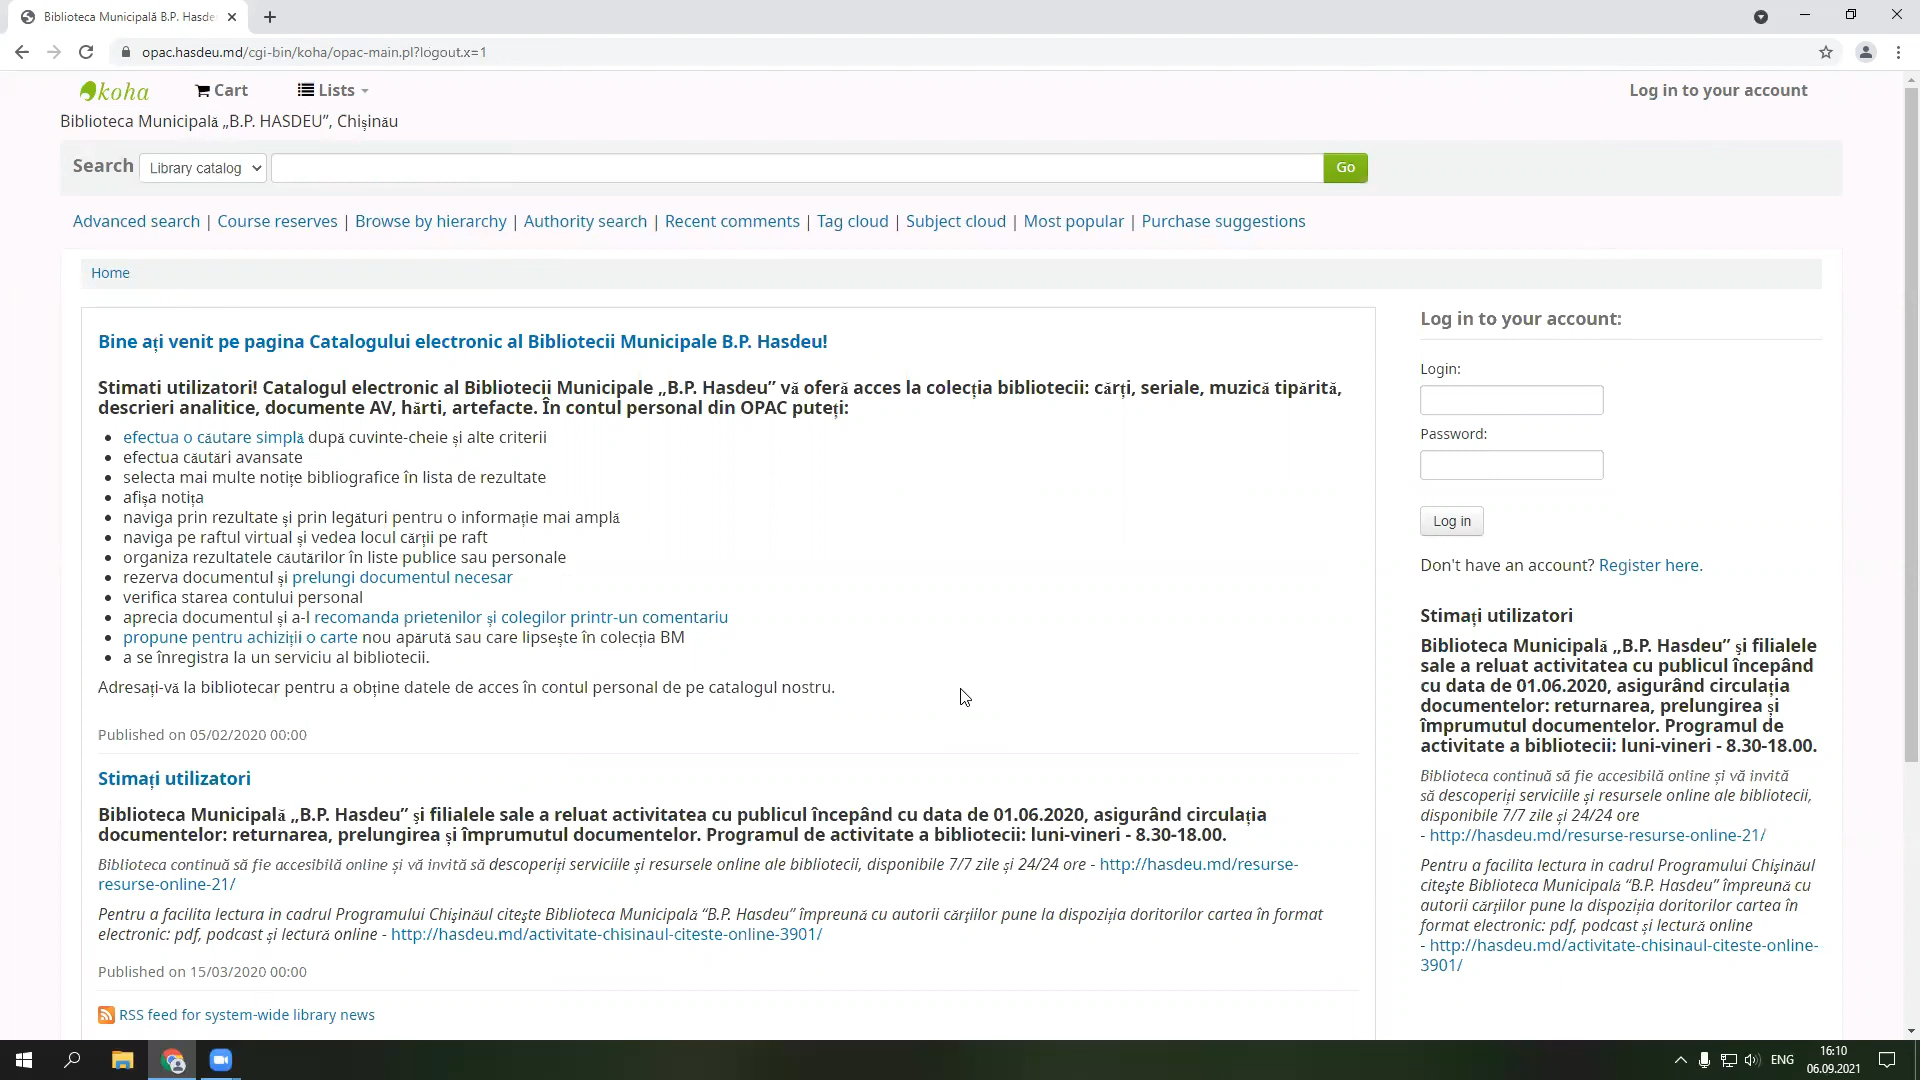 Biblioteca Municipală B.P. Hasde
opac.hasdeu.md/cgi-bin/koha/opac-main.pl?logout.x=1
koha Cart Lists Log in to your account
Biblioteca Municipală „B.P. HASDEU”, Chișinău
Search Library catalog Go
Advanced search | Course reserves | Browse by hierarchy | Authority search | Recent comments | Tag cloud | Subject cloud | Most popular | Purchase suggestions
Home
Bine ați venit pe pagina Catalogului electronic al Bibliotecii Municipale B.P. Hasdeu!
Stimati utilizatori! Catalogul electronic al Bibliotecii Municipale „B.P. Hasdeu” vă oferă acces la colecția bibliotecii: cărți, seriale, muzică tipărită,
descrieri analitice, documente AV, hărti, artefacte. În contul personal din OPAC puteți:
efectua o căutare simplă după cuvinte-cheie și alte criterii
efectua căutări avansate
selecta mai multe notițe bibliografice în lista de rezultate
afișa notița
naviga prin rezultate și prin legături pentru o informație mai amplă
naviga pe raftul virtual și vedea locul cărții pe raft
organiza rezultatele căutărilor în liste publice sau personale
rezerva documentul și prelungi documentul necesar
verifica starea contului personal
aprecia documentul și a-l recomanda prietenilor și colegilor printr-un comentariu
propune pentru achiziții o carte nou apărută sau care lipsește în colecția BM
a se înregistra la un serviciu al bibliotecii.
Adresați-vă la bibliotecar pentru a obține datele de acces în contul personal de pe catalogul nostru.
Published on 05/02/2020 00:00
Stimați utilizatori
Biblioteca Municipală „B.P. Hasdeu” și filialele sale a reluat activitatea cu publicul începând cu data de 01.06.2020, asigurând circulația
documentelor: returnarea, prelungirea și împrumutul documentelor. Programul de activitate a bibliotecii: luni-vineri - 8.30-18.00.
Biblioteca continuă să fie accesibilă online și vă invită să descoperiți serviciile și resursele online ale bibliotecii, disponibile 7/7 zile și 24/24 ore - http://hasdeu.md/resurse-
resurse-online-21/
Pentru a facilita lectura in cadrul Programului Chişinăul citeşte Biblioteca Municipală “B.P. Hasdeu” împreună cu autorii cărțiilor pune la dispoziția doritorilor cartea în format
electronic: pdf, podcast și lectură online - http://hasdeu.md/activitate-chisinaul-citeste-online-3901/
Published on 15/03/2020 00:00
RSS feed for system-wide library news
Log in to your account:
Login:
Password:
Log in
Don't have an account? Register here.
Stimați utilizatori
Biblioteca Municipală „B.P. Hasdeu” și filialele
sale a reluat activitatea cu publicul începând
cu data de 01.06.2020, asigurând circulația
documentelor: returnarea, prelungirea și
împrumutul documentelor. Programul de
activitate a bibliotecii: luni-vineri - 8.30-18.00.
Biblioteca continuă să fie accesibilă online și vă invită
să descoperiți serviciile și resursele online ale bibliotecii,
disponibile 7/7 zile și 24/24 ore
- http://hasdeu.md/resurse-resurse-online-21/
Pentru a facilita lectura in cadrul Programului Chişinăul
citeşte Biblioteca Municipală “B.P. Hasdeu” împreună cu
autorii cărțiilor pune la dispoziția doritorilor cartea în
format electronic: pdf, podcast și lectură online
- http://hasdeu.md/activitate-chisinaul-citeste-online-
3901/
ENG
16:10
06.09.2021